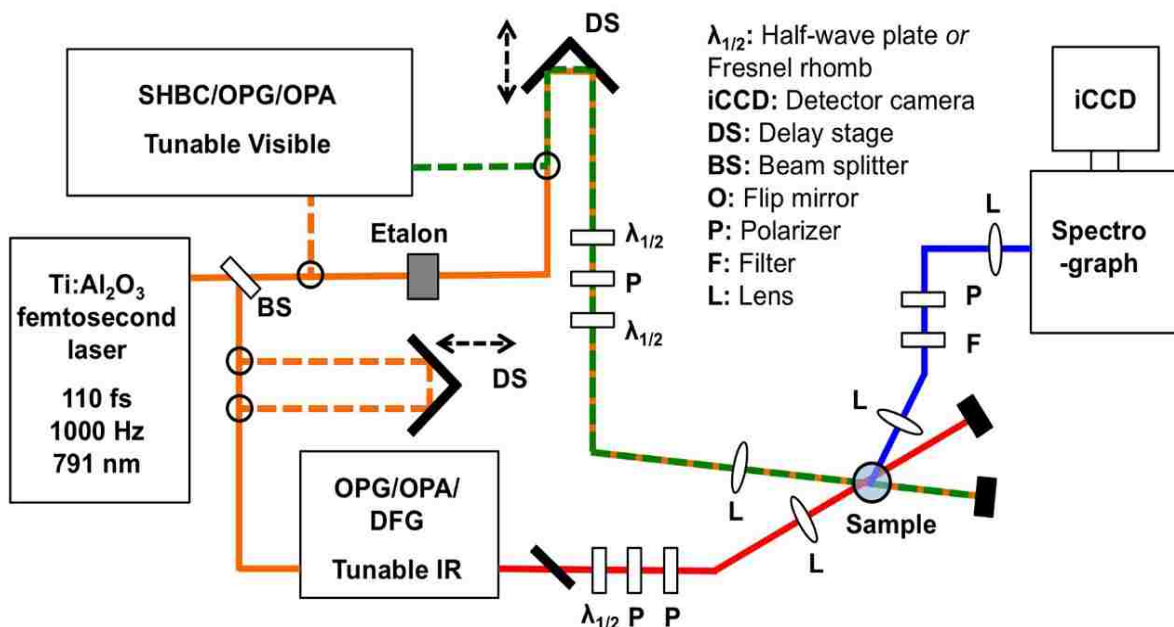 DS
SHBC/OPG/OPA
Tunable Visible
λ1/2: Half-wave plate or
Fresnel rhomb
iCCD: Detector camera
DS: Delay stage
BS: Beam splitter
O: Flip mirror
P: Polarizer
F: Filter
L: Lens
iCCD
L
Spectro
-graph
Etalon
λ1/2
P
λ1/2
P
F
Ti:Al2O3
femtosecond
laser
110 fs
1000 Hz
791 nm
BS
DS
L
L
Sample
L
OPG/OPA/
DFG
Tunable IR
λ1/2 P P